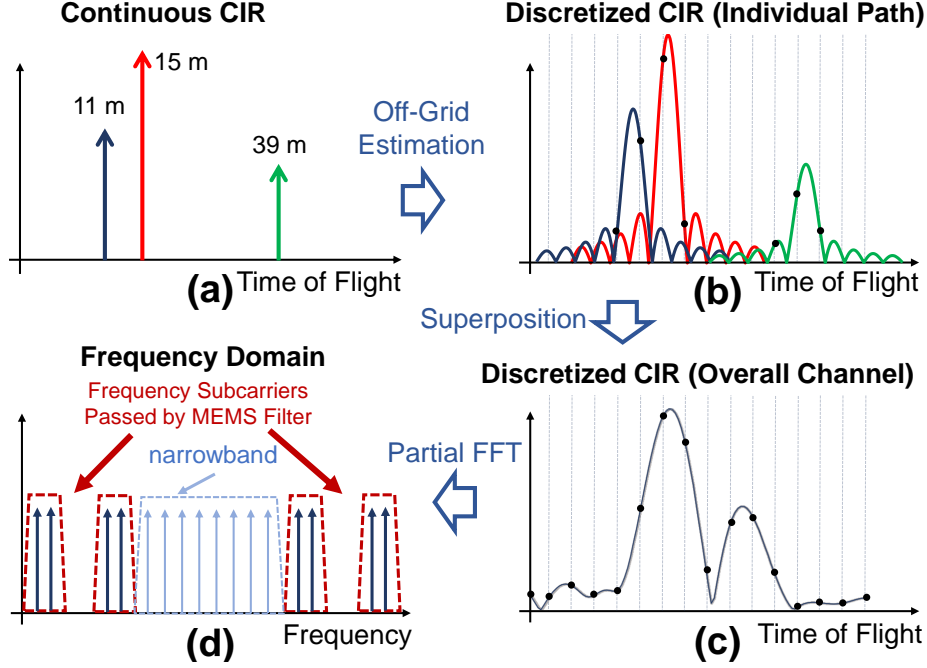 Continuous CIR
15 m
11 m
39 m
(a)
Time of Flight
Off-Grid
Estimation
Discretized CIR (Individual Path)
(b)
Time of Flight
Superposition
Discretized CIR (Overall Channel)
(c)
Time of Flight
Partial FFT
Frequency Domain
Frequency Subcarriers
Passed by MEMS Filter
narrowband
(d)
Frequency